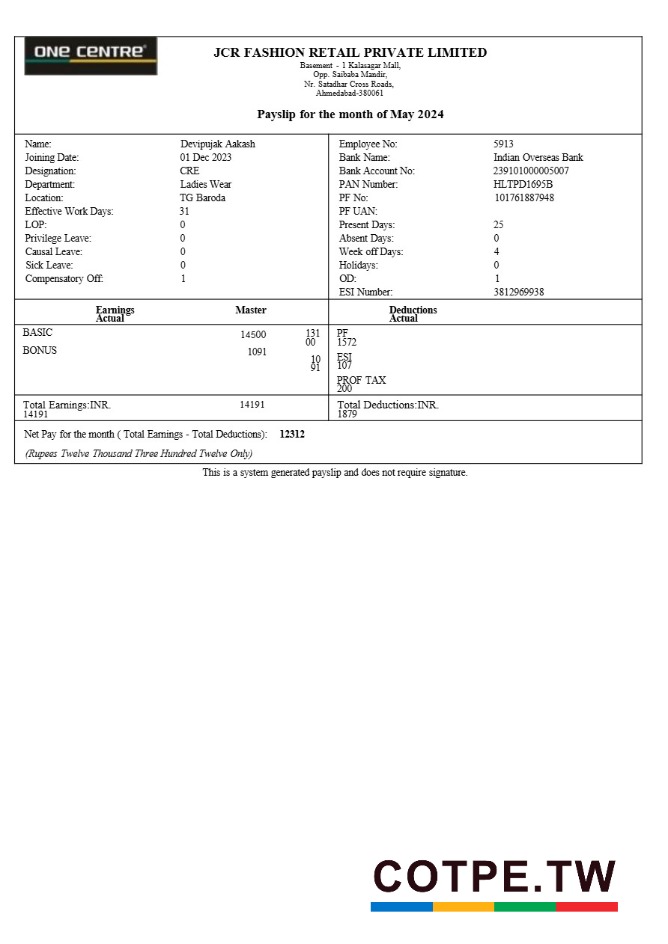 ONE CENTRE
JCR FASHION RETAIL PRIVATE LIMITED
Basement - 1 Kalasagar Mall,
Opp. Saibaba Mandir,
Nr. Satadhar Cross Roads,
Ahmedabad-380061
Payslip for the month of May 2024
Name: Devipujak Aakash Employee No: 5913
Joining Date: 01 Dec 2023 Bank Name: Indian Overseas Bank
Designation: CRE Bank Account No: 239101000005007
Department: Ladies Wear PAN Number: HLTPD1695B
Location: TG Baroda PF No: 101761887948
Effective Work Days: 31 PF UAN:
LOP: 0 Present Days: 25
Privilege Leave: 0 Absent Days: 0
Causal Leave: 0 Week off Days: 4
Sick Leave: 0 Holidays: 0
Compensatory Off: 1 OD: 1
ESI Number: 3812969938
Earnings Master Deductions
Actual Actual
BASIC 14500 131 PF
00 1572
BONUS 1091 10 ESI
91 107
PROF TAX
200
Total Earnings:INR. 14191 Total Deductions:INR.
14191 1879
Net Pay for the month ( Total Earnings - Total Deductions): 12312
(Rupees Twelve Thousand Three Hundred Twelve Only)
This is a system generated payslip and does not require signature.
COTPE.TW